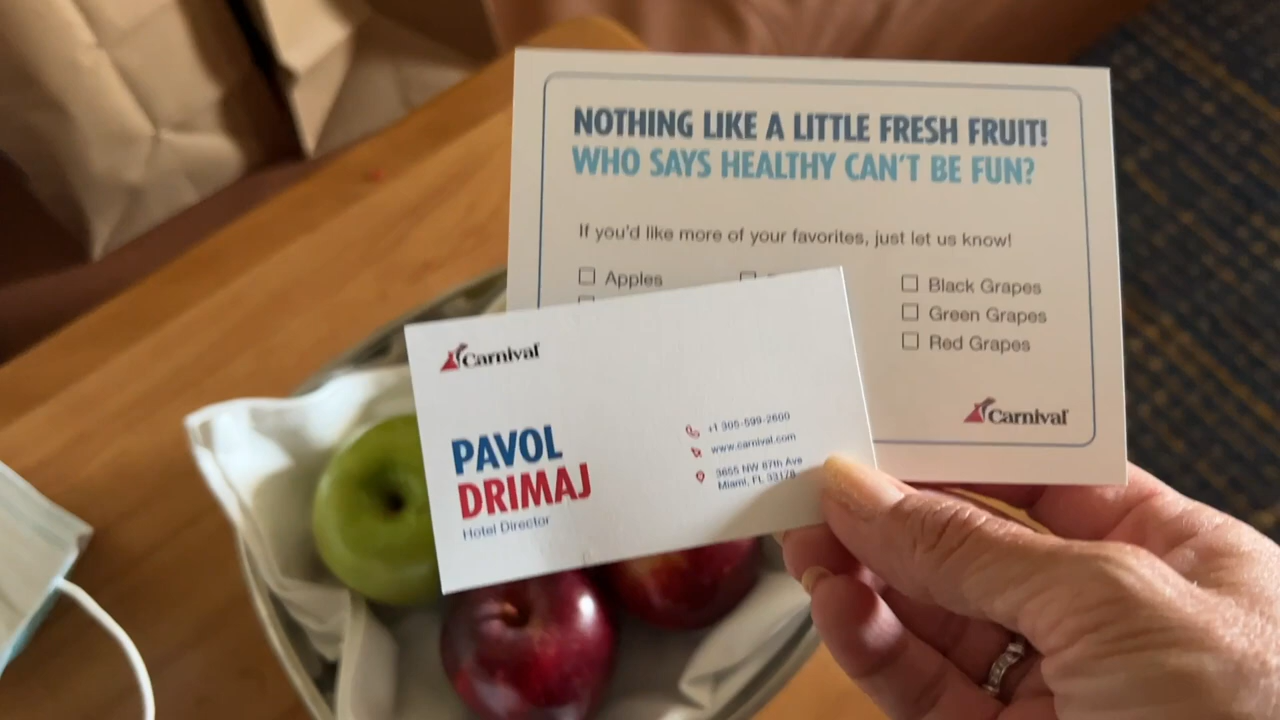 NOTHING LIKE A LITTLE FRESH FRUIT!
WHO SAYS HEALTHY CAN'T BE FUN?
If you'd like more of your favorites, just let us know!
☐ Apples
☐ Black Grapes
☐ Green Grapes
☐ Red Grapes
Carnival
Carnival
PAVOL
DRIMAJ
Hotel Director
+1 305-599-2600
www.carnival.com
3655 NW 87th Ave
Miami, FL 33178